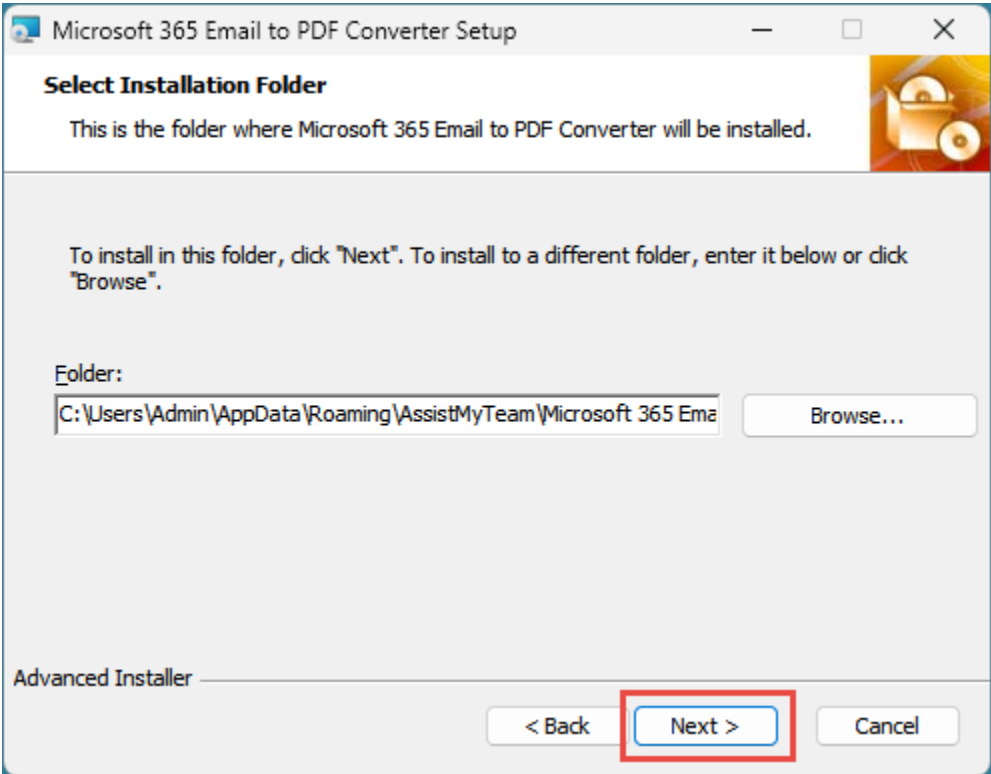 Microsoft 365 Email to PDF Converter Setup
Select Installation Folder
This is the folder where Microsoft 365 Email to PDF Converter will be installed.
To install in this folder, click "Next". To install to a different folder, enter it below or click
"Browse".
Folder:
C:\Users\Admin\AppData\Roaming\AssistMyTeam\Microsoft 365 Ema
Browse...
Advanced Installer
< Back
Next >
Cancel